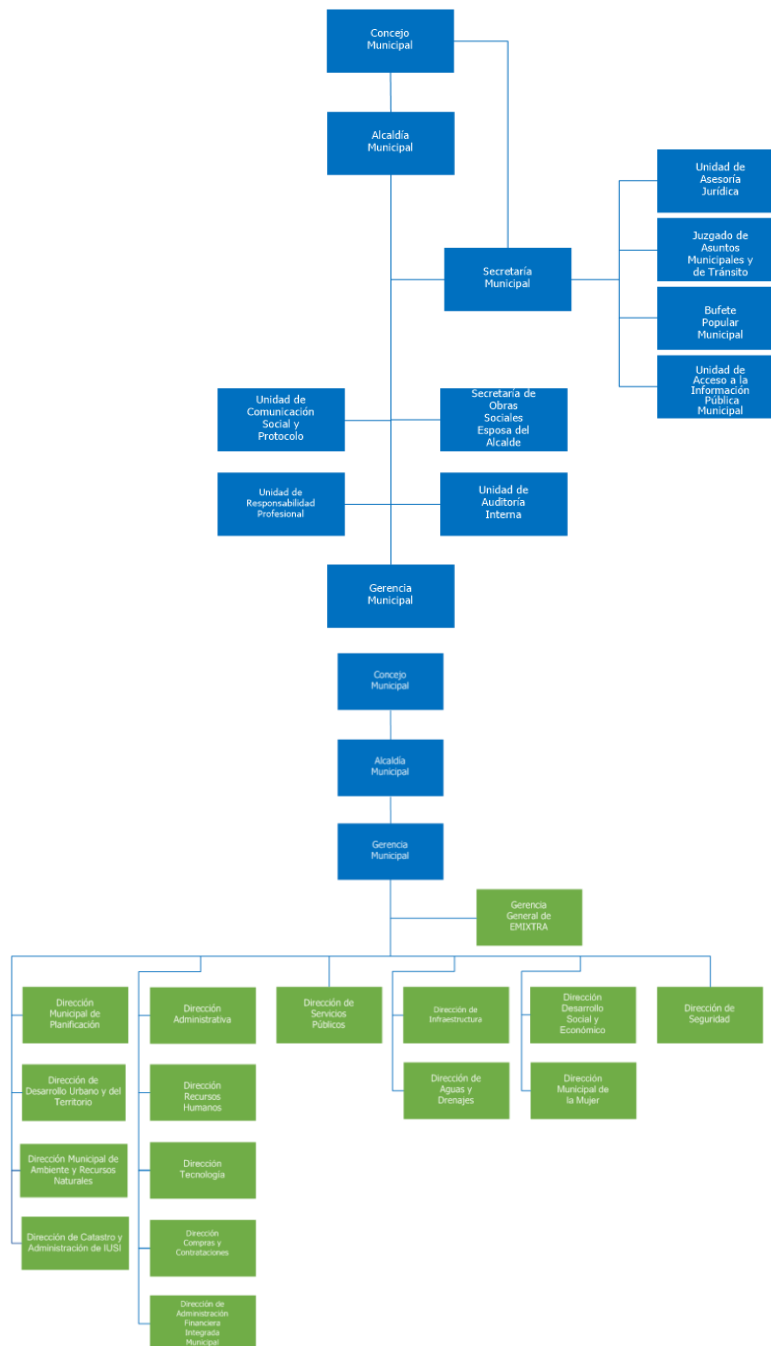 Concejo
Municipal
Alcaldía
Municipal
Unidad de
Asesoría
Jurídica
Juzgado de
Asuntos
Municipales y
de Tránsito
Secretaría
Municipal
Bufete
Popular
Municipal
Unidad de
Acceso a la
Información
Pública
Municipal
Unidad de
Comunicación
Social y
Protocolo
Secretaría de
Obras
Sociales
Esposa del
Alcalde
Unidad de
Responsabilidad
Profesional
Unidad de
Auditoría
Interna
Gerencia
Municipal
Concejo
Municipal
Alcaldía
Municipal
Gerencia
Municipal
Gerencia
General de
EMIXTRA
Dirección
Municipal de
Planificación
Dirección
Administrativa
Dirección de
Servicios
Públicos
Dirección de
Infraestructura
Dirección
Desarrollo
Social y
Económico
Dirección de
Seguridad
Dirección de
Desarrollo Urbano y del
Territorio
Dirección
Recursos
Humanos
Dirección de
Aguas y
Drenajes
Dirección
Municipal de
la Mujer
Dirección Municipal de
Ambiente y Recursos
Naturales
Dirección
Tecnología
Dirección de Catastro y
Administración de IUSI
Dirección
Compras y
Contrataciones
Dirección de
Administración
Financiera
Integrada
Municipal